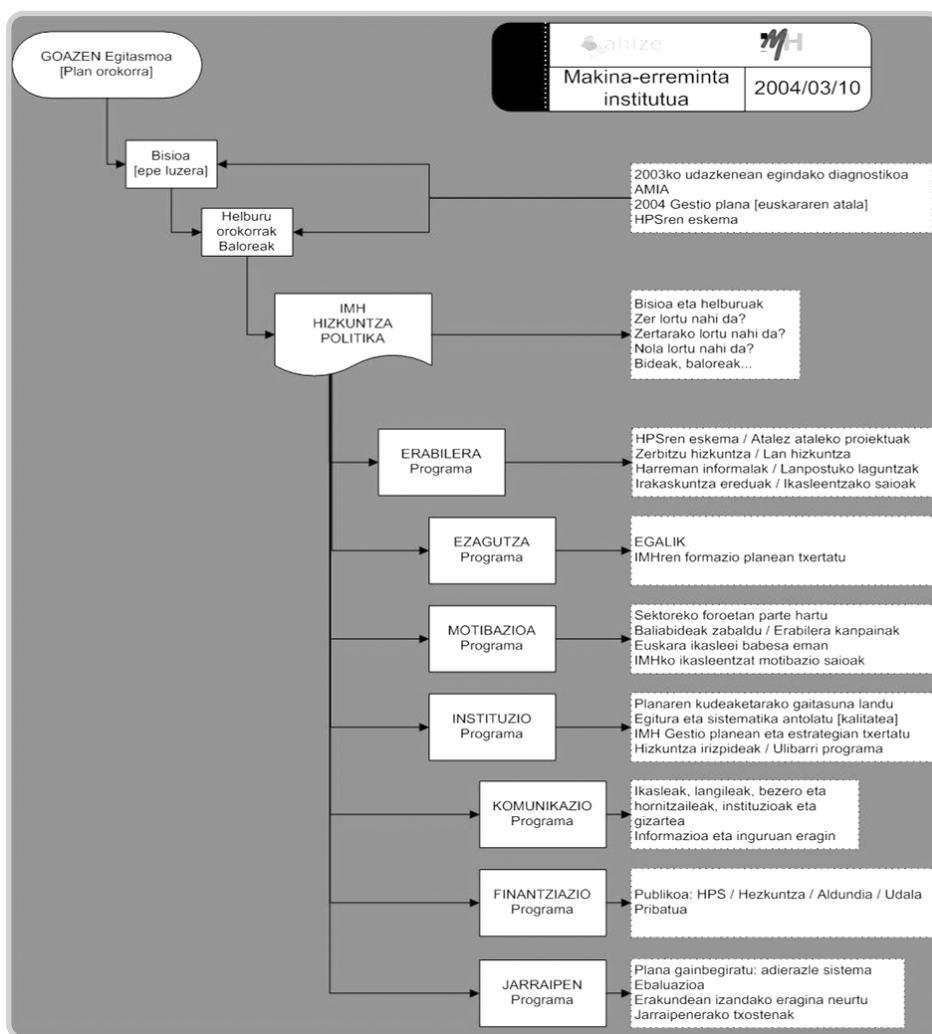 GOAZEN Egitasmoa
[Plan orokorra]
ahize
MH
Makina-erreminta
institutua
2004/03/10
Bisioa
[epe luzera]
2003ko udazkenean egindako diagnostikoa
AMIA
2004 Gestio plana [euskararen atala]
HPSren eskema
Helburu
orokorrak
Baloreak
IMH
HIZKUNTZA
POLITIKA
Bisioa eta helburuak
Zer lortu nahi da?
Zertarako lortu nahi da?
Nola lortu nahi da?
Bideak, baloreak...
ERABILERA
Programa
HPSren eskema / Atalez ataleko proiektuak
Zerbitzu hizkuntza / Lan hizkuntza
Harreman informalak / Lanpostuko laguntzak
Irakaskuntza ereduak / Ikasleentzako saioak
EZAGUTZA
Programa
EGALIK
IMHren formazio planean txertatu
MOTIBAZIOA
Programa
Sektoreko foroetan parte hartu
Baliabideak zabaldu / Erabilera kanpainak
Euskara ikasleei babesa eman
IMHko ikasleentzat motibazio saioak
INSTITUZIO
Programa
Planaren kudeaketarako gaitasuna landu
Egitura eta sistematika antolatu [kalitatea]
IMH Gestio planean eta estrategian txertatu
Hizkuntza irizpideak / Ulibarri programa
KOMUNIKAZIO
Programa
Ikasleak, langileak, bezero eta
hornitzaileak, instituzioak eta
gizartea
Informazioa eta inguruan eragin
FINANTZIAZIO
Programa
Publikoa: HPS / Hezkuntza / Aldundia / Udala
Pribatua
JARRAIPEN
Programa
Plana gainbegiratu: adierazle sistema
Ebaluazioa
Erakundean izandako eragina neurtu
Jarraipenerako txostenak